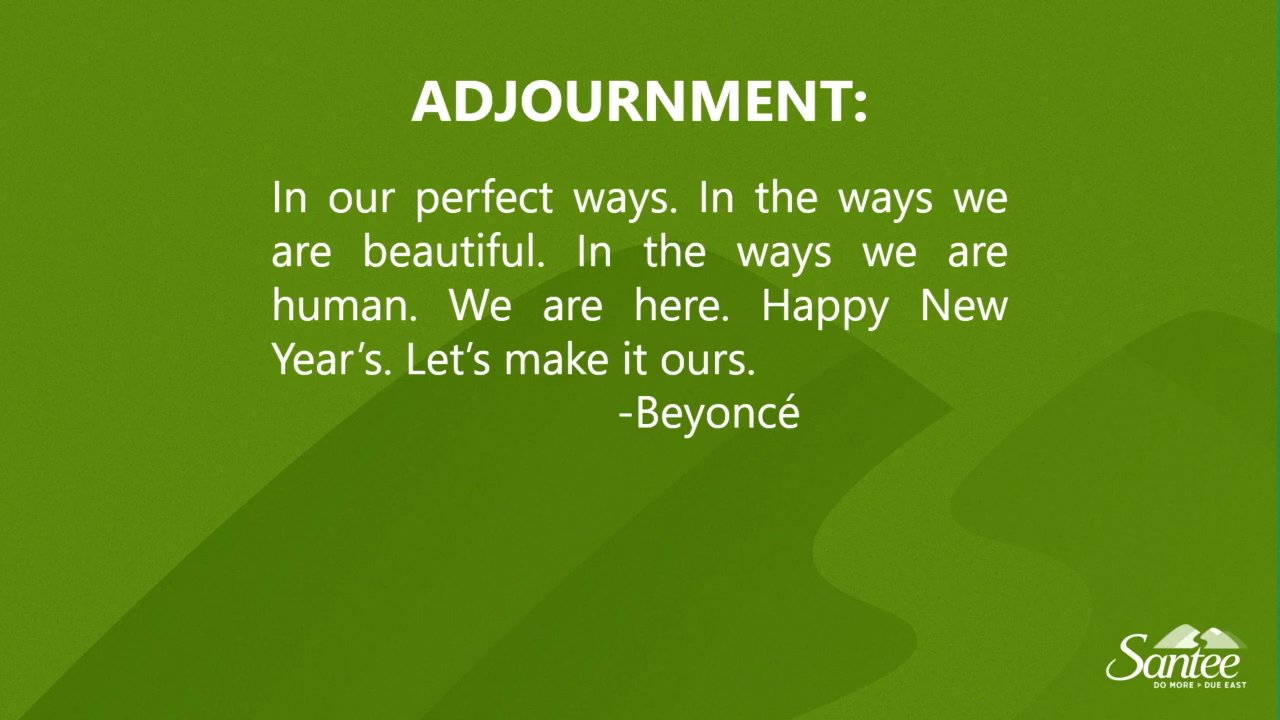 ADJOURNMENT:
In our perfect ways. In the ways we
are beautiful. In the ways we are
human. We are here. Happy New
Year’s. Let’s make it ours.
-Beyoncé
Santee
DO MORE ▸ DUE EAST